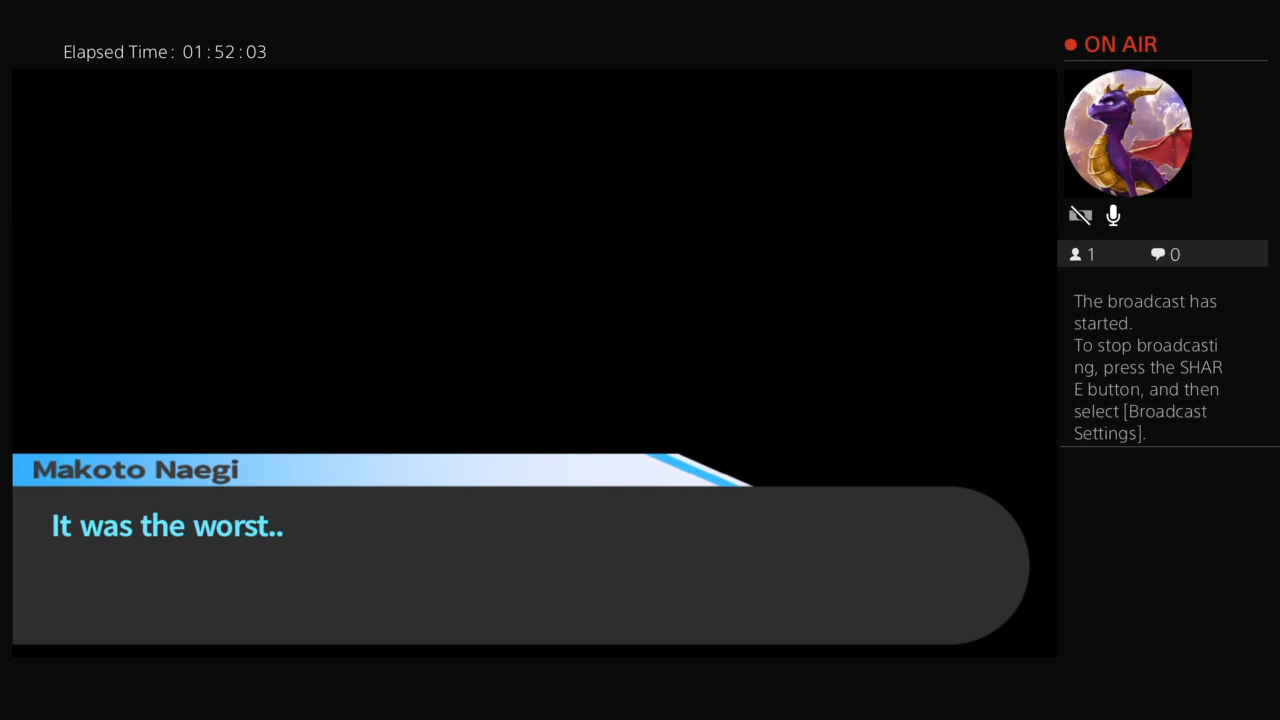 Elapsed Time: 01:52:03
ON AIR
1 0
The broadcast has
started.
To stop broadcasti
ng, press the SHAR
E button, and then
select [Broadcast
Settings].
Makoto Naegi
It was the worst..